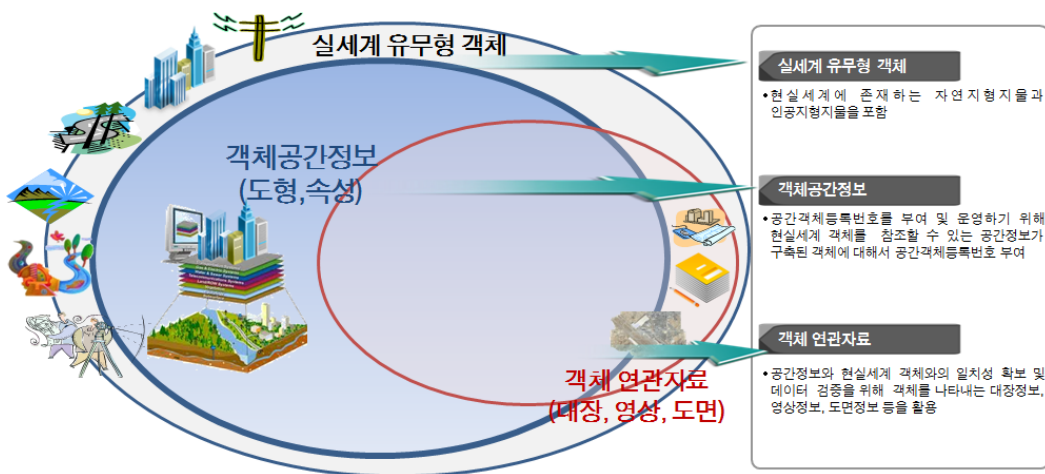 실세계 유무형 객체
객체공간정보
(도형,속성)
객체 연관자료
(대장, 영상, 도면)
실세계 유무형 객체
•현실세계에 존재하는 자연지형지물과
인공지형지물을 포함
객체공간정보
•공간객체등록번호를 부여 및 운영하기 위해
현실세계 객체를 참조할 수 있는 공간정보가
구축된 객체에 대해서 공간객체등록번호 부여
객체 연관자료
•공간정보와 현실세계 객체와의 일치성 확보 및
데이터 검증을 위해 객체를 나타내는 대장정보,
영상정보, 도면정보 등을 활용